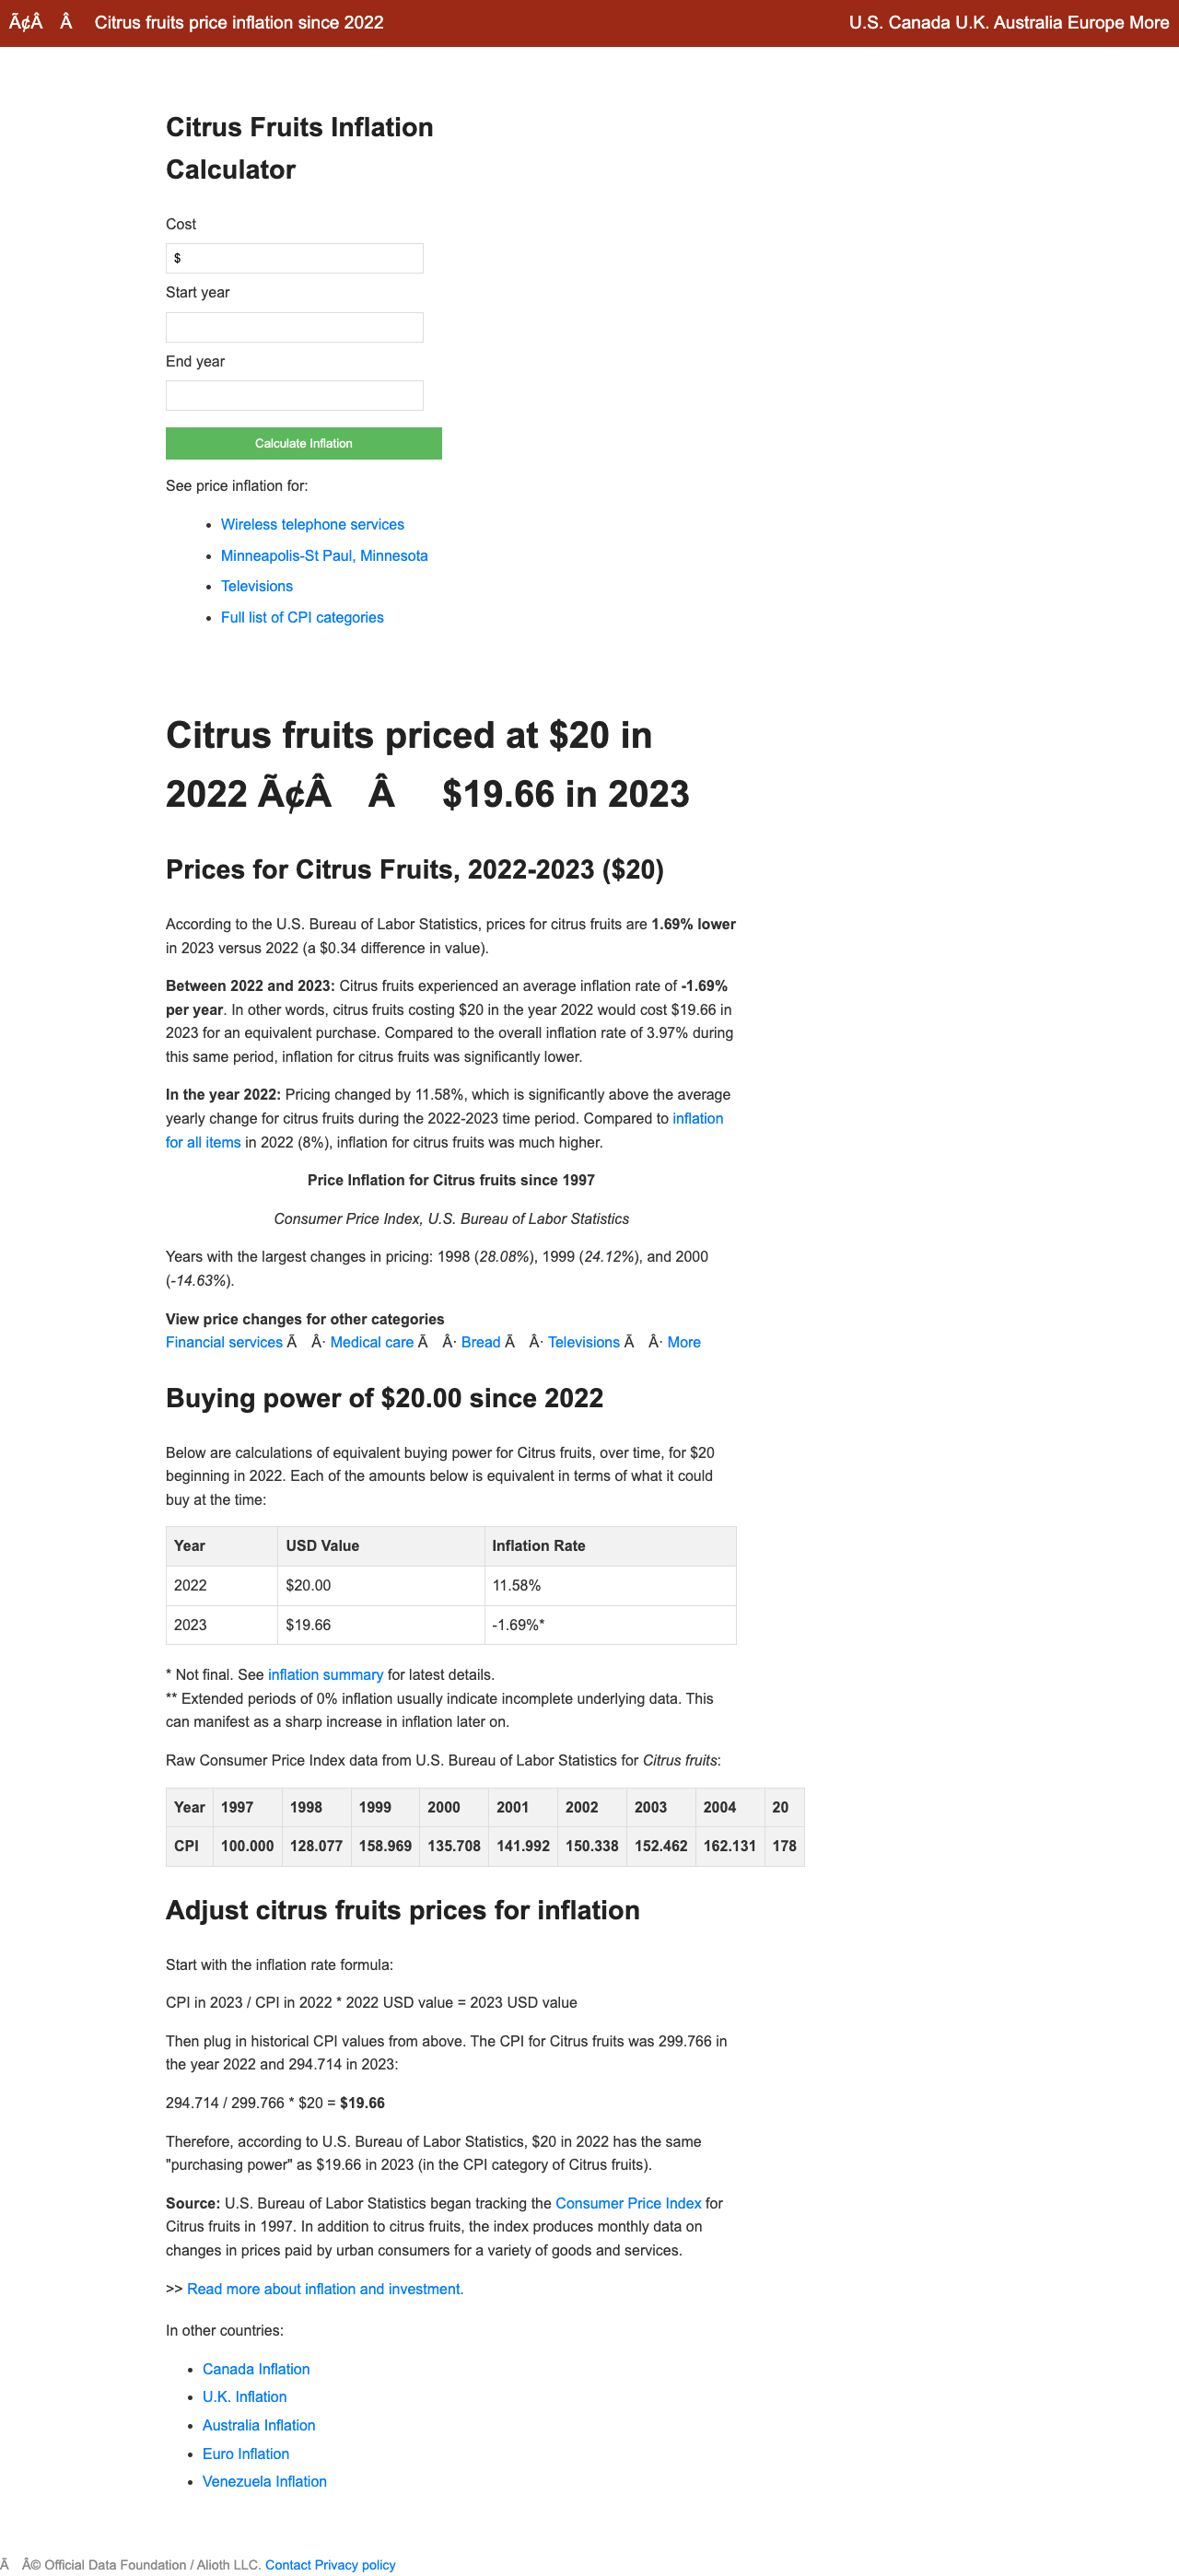 Ã¢Â Â Citrus fruits price inflation since 2022
U.S. Canada U.K. Australia Europe More
Citrus Fruits Inflation
Calculator
Cost
$
Start year
End year
Calculate Inflation
See price inflation for:
• Wireless telephone services
• Minneapolis-St Paul, Minnesota
• Televisions
• Full list of CPI categories
Citrus fruits priced at $20 in
2022 Ã¢Â Â $19.66 in 2023
Prices for Citrus Fruits, 2022-2023 ($20)
According to the U.S. Bureau of Labor Statistics, prices for citrus fruits are 1.69% lower
in 2023 versus 2022 (a $0.34 difference in value).
Between 2022 and 2023: Citrus fruits experienced an average inflation rate of -1.69%
per year. In other words, citrus fruits costing $20 in the year 2022 would cost $19.66 in
2023 for an equivalent purchase. Compared to the overall inflation rate of 3.97% during
this same period, inflation for citrus fruits was significantly lower.
In the year 2022: Pricing changed by 11.58%, which is significantly above the average
yearly change for citrus fruits during the 2022-2023 time period. Compared to inflation
for all items in 2022 (8%), inflation for citrus fruits was much higher.
Price Inflation for Citrus fruits since 1997
Consumer Price Index, U.S. Bureau of Labor Statistics
Years with the largest changes in pricing: 1998 (28.08%), 1999 (24.12%), and 2000
(-14.63%).
View price changes for other categories
Financial services Ã Â· Medical care Ã Â· Bread Ã Â· Televisions Ã Â· More
Buying power of $20.00 since 2022
Below are calculations of equivalent buying power for Citrus fruits, over time, for $20
beginning in 2022. Each of the amounts below is equivalent in terms of what it could
buy at the time:
Year USD Value Inflation Rate
2022 $20.00 11.58%
2023 $19.66 -1.69%*
* Not final. See inflation summary for latest details.
** Extended periods of 0% inflation usually indicate incomplete underlying data. This
can manifest as a sharp increase in inflation later on.
Raw Consumer Price Index data from U.S. Bureau of Labor Statistics for Citrus fruits:
Year 1997 1998 1999 2000 2001 2002 2003 2004 20
CPI 100.000 128.077 158.969 135.708 141.992 150.338 152.462 162.131 178
Adjust citrus fruits prices for inflation
Start with the inflation rate formula:
CPI in 2023 / CPI in 2022 * 2022 USD value = 2023 USD value
Then plug in historical CPI values from above. The CPI for Citrus fruits was 299.766 in
the year 2022 and 294.714 in 2023:
294.714 / 299.766 * $20 = $19.66
Therefore, according to U.S. Bureau of Labor Statistics, $20 in 2022 has the same
"purchasing power" as $19.66 in 2023 (in the CPI category of Citrus fruits).
Source: U.S. Bureau of Labor Statistics began tracking the Consumer Price Index for
Citrus fruits in 1997. In addition to citrus fruits, the index produces monthly data on
changes in prices paid by urban consumers for a variety of goods and services.
>> Read more about inflation and investment.
In other countries:
• Canada Inflation
• U.K. Inflation
• Australia Inflation
• Euro Inflation
• Venezuela Inflation
Ã Â© Official Data Foundation / Alioth LLC. Contact Privacy policy